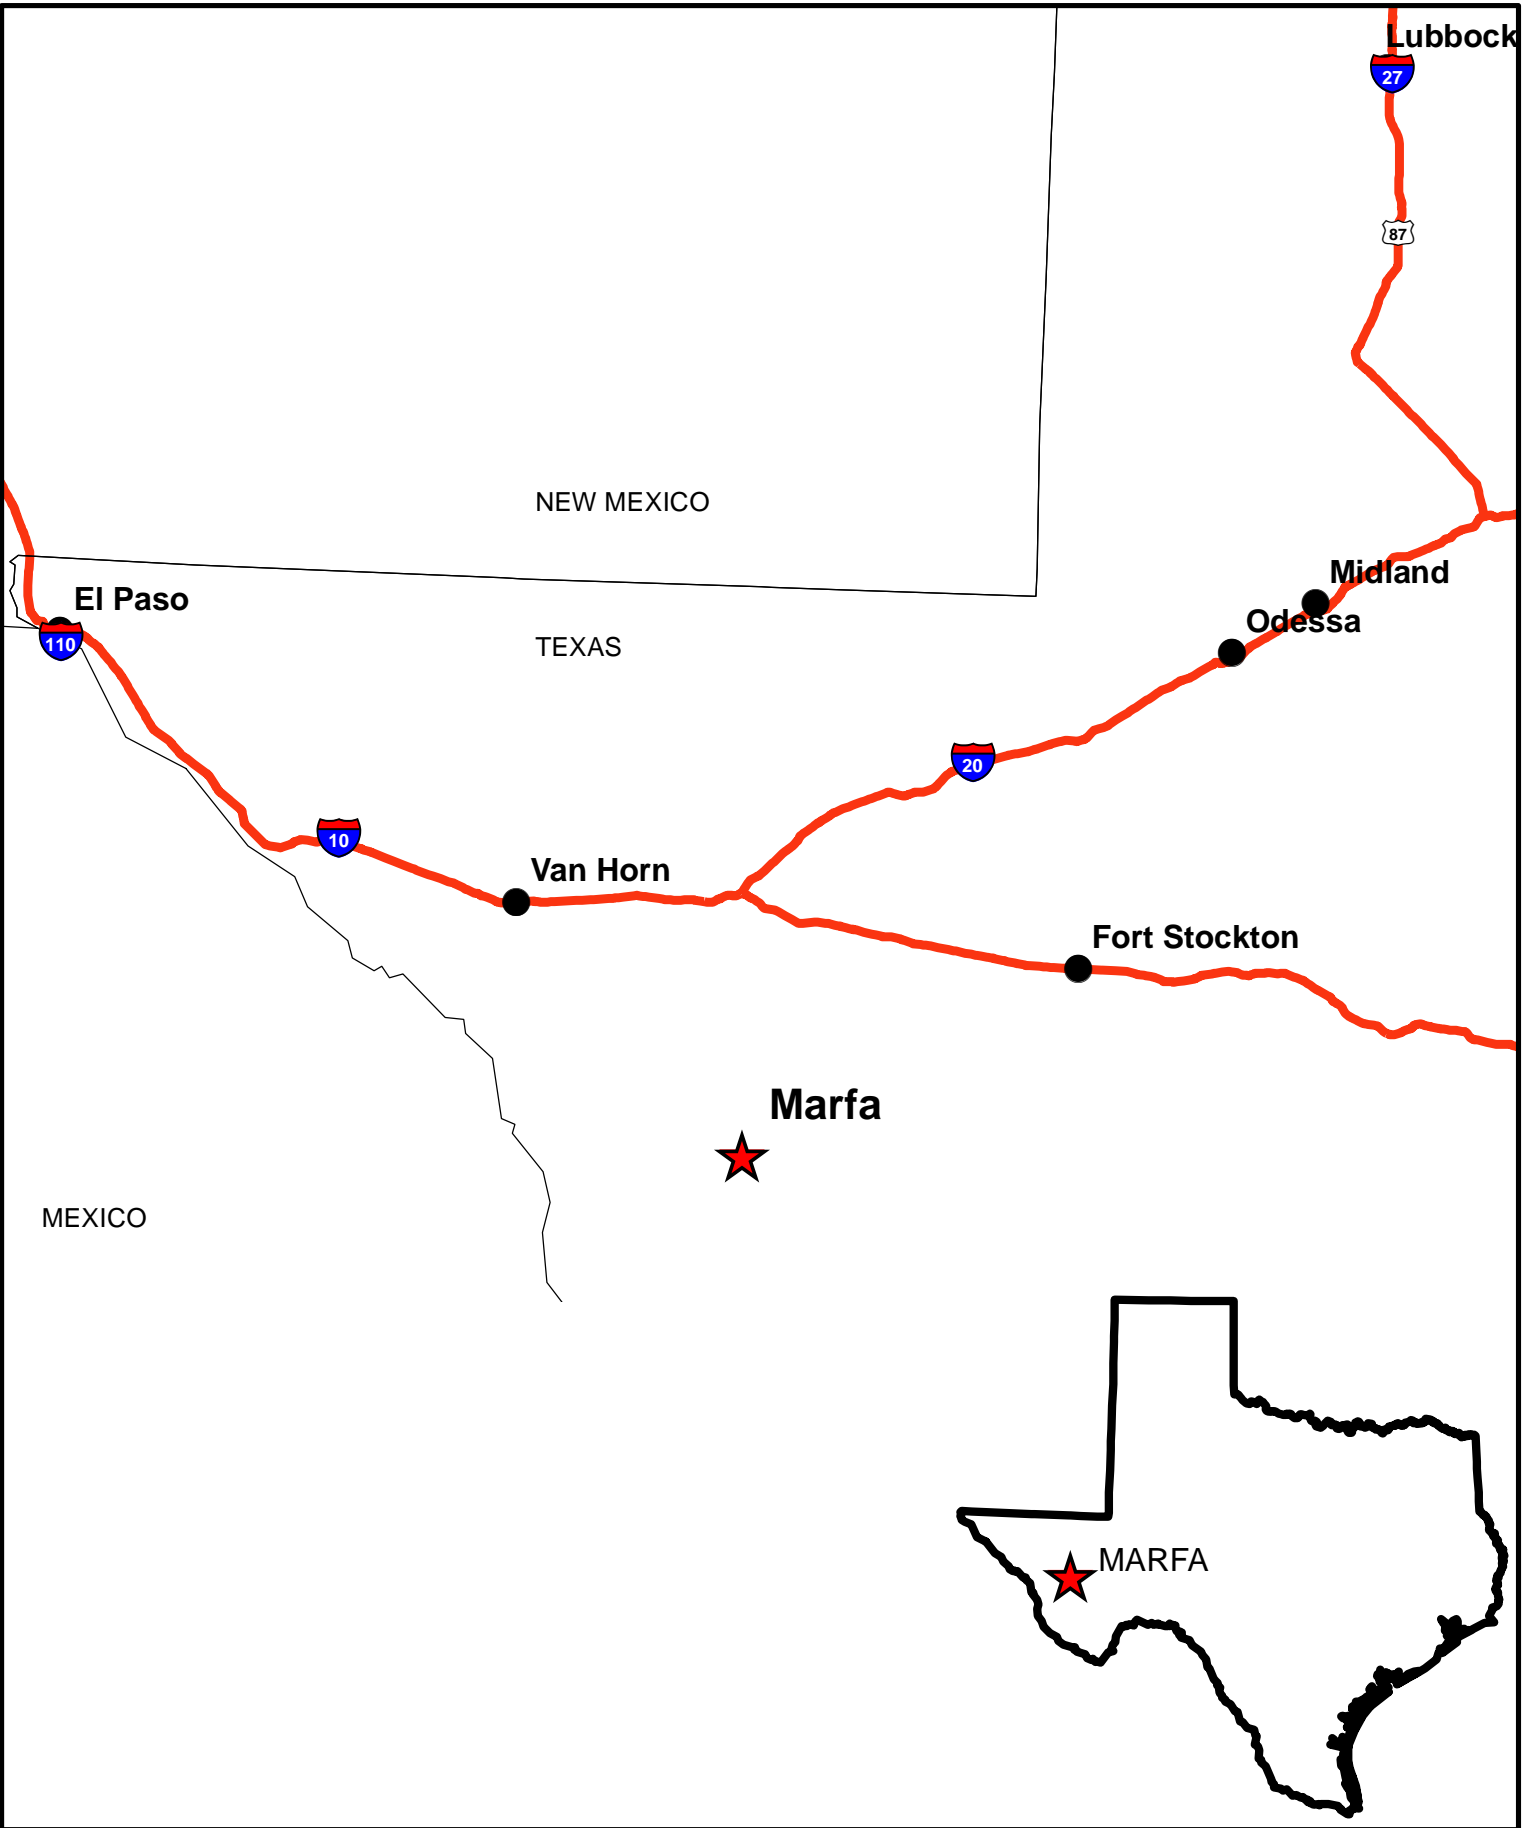 Lubbock
27
87
NEW MEXICO
Midland
El Paso
Odessa
110
TEXAS
20
10
Van Horn
Fort Stockton
Marfa
MEXICO
MARFA